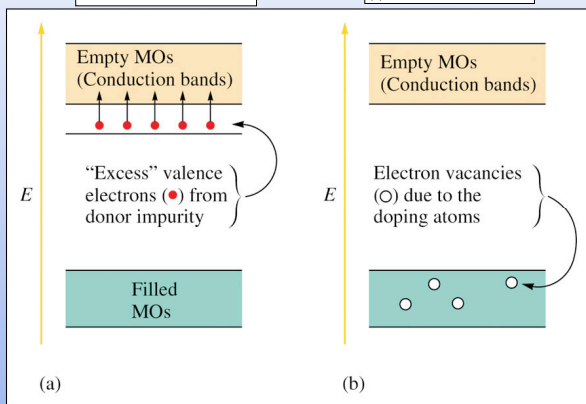 Empty MOs
(Conduction bands)
E
"Excess" valence
electrons (●) from
donor impurity
Filled
MOs
(a)
Empty MOs
(Conduction bands)
E
Electron vacancies
(○) due to the
doping atoms
(b)